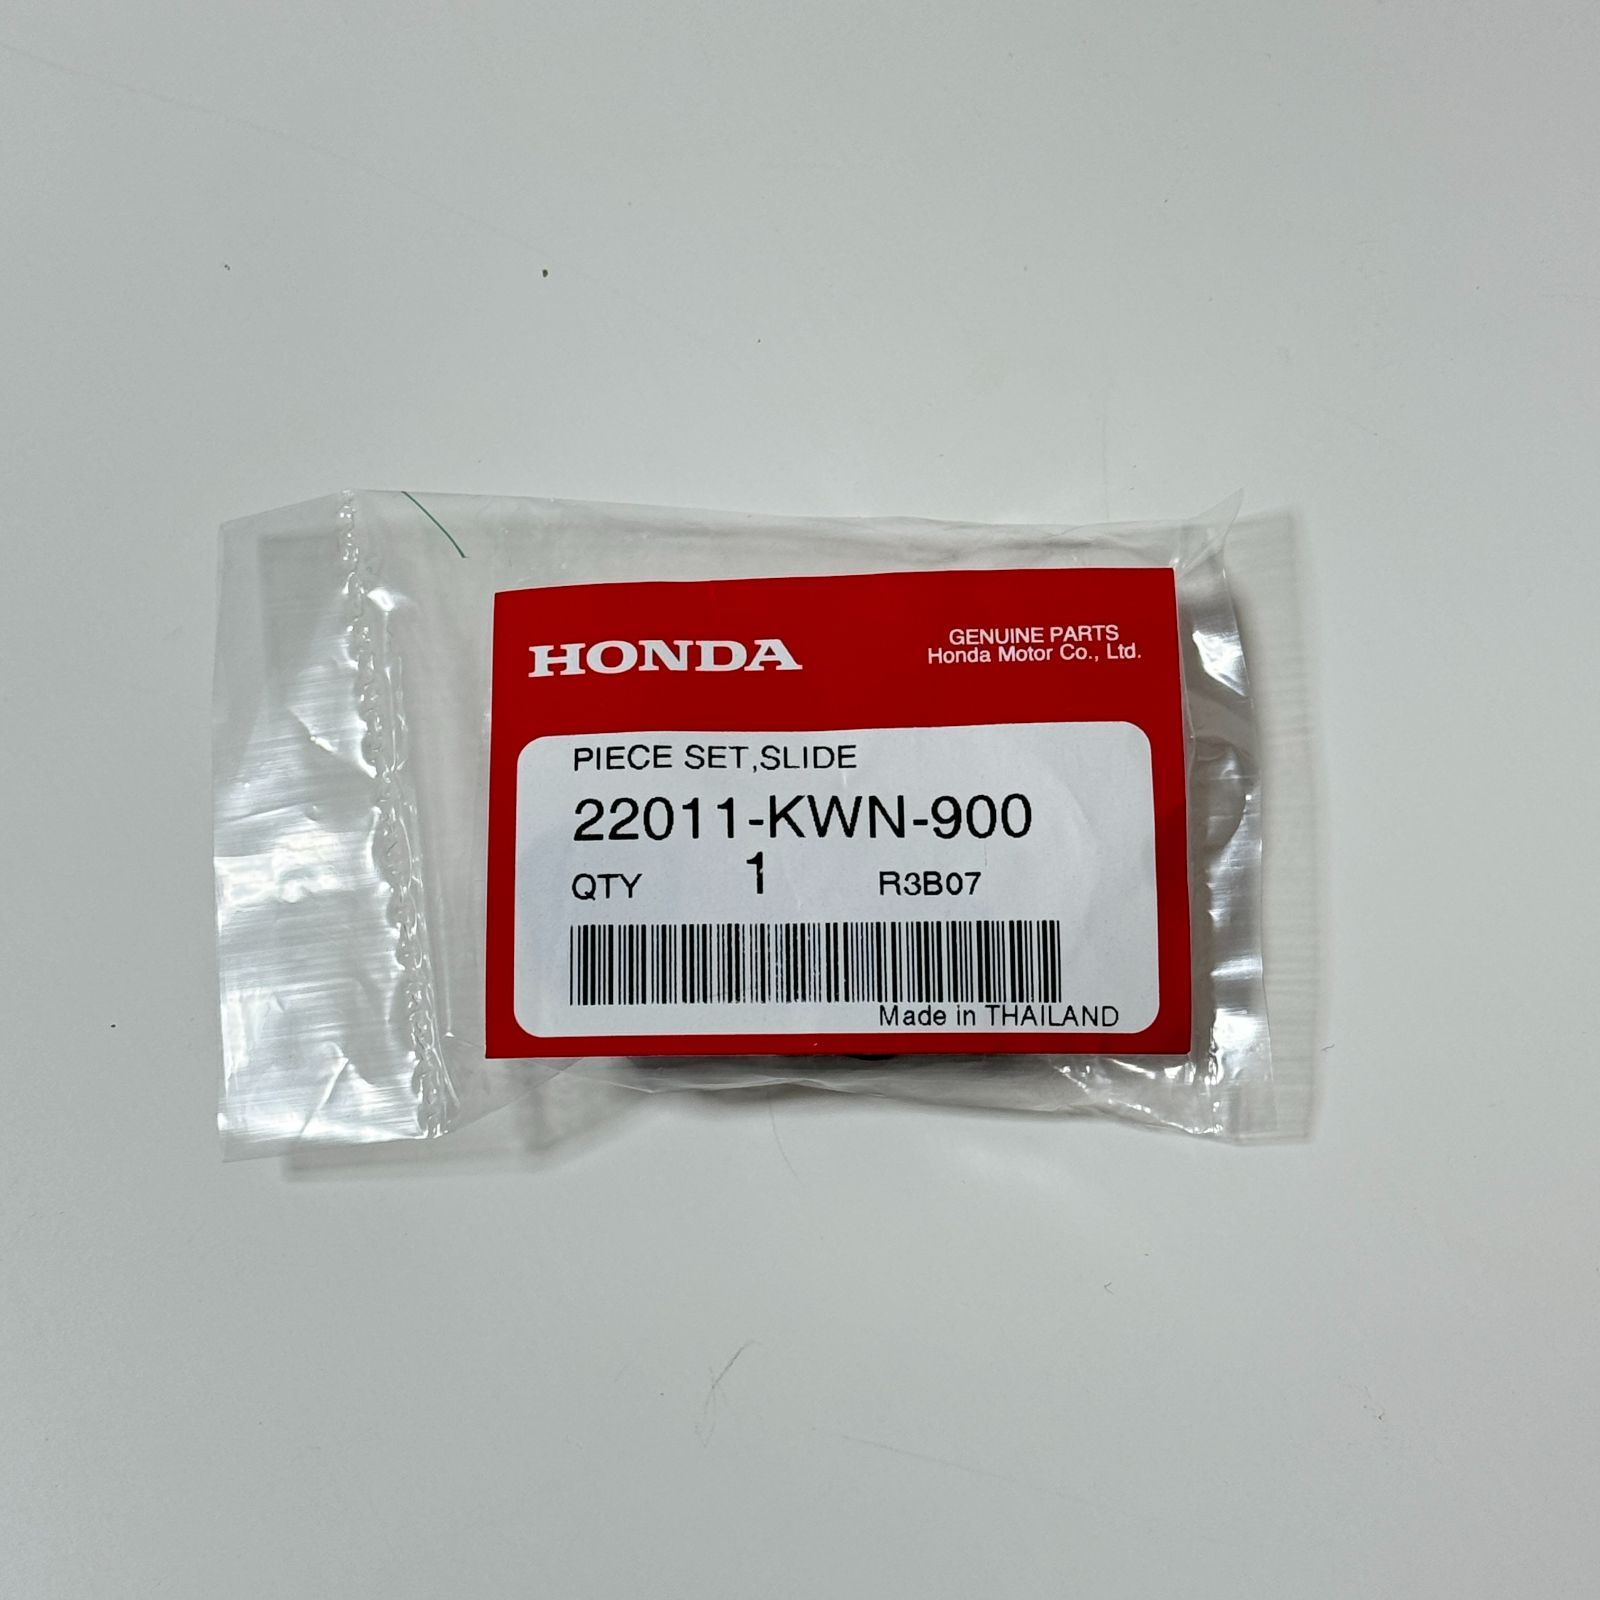 HONDA
GENUINE PARTS
Honda Motor Co., Ltd.
PIECE SET,SLIDE
22011-KWN-900
QTY 1 R3B07
Made in THAILAND